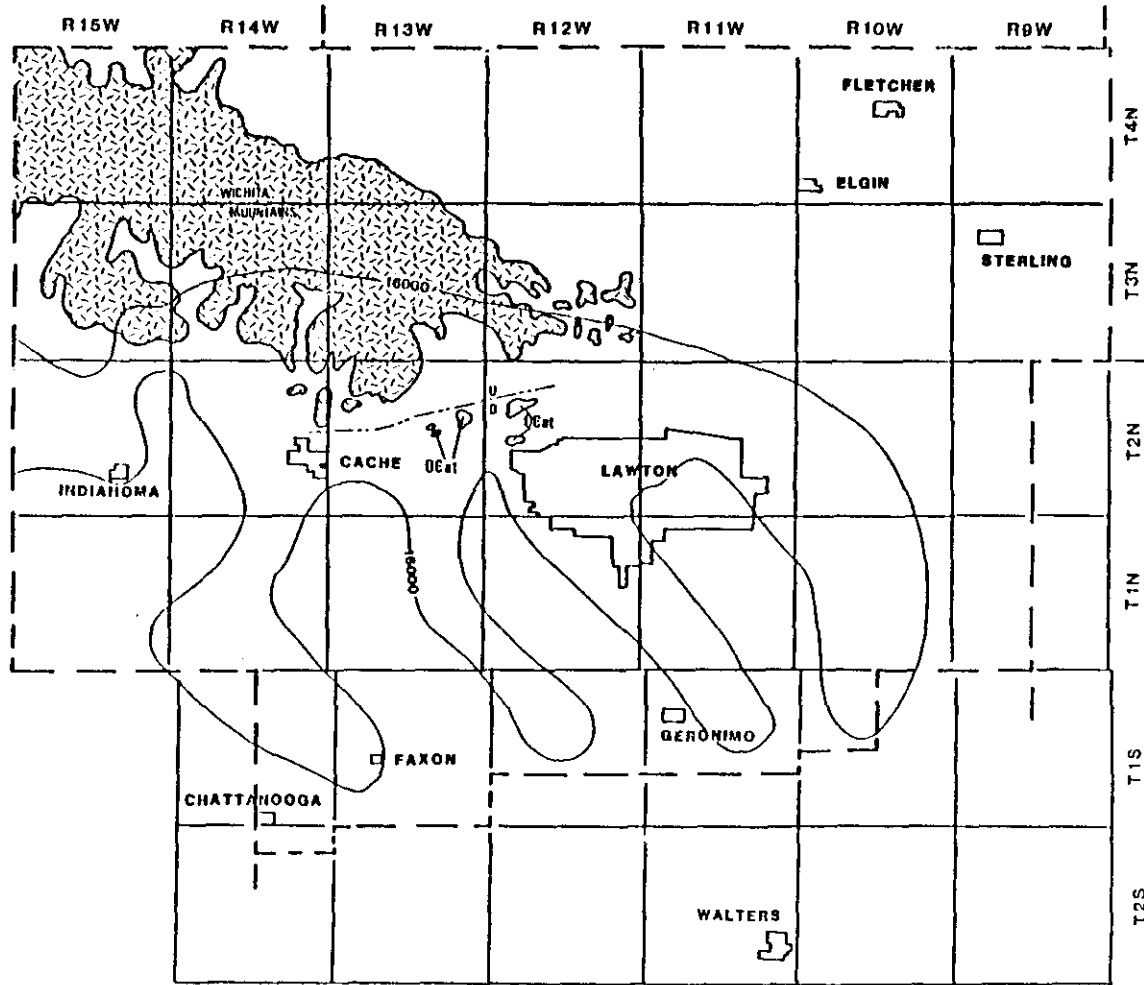 R15W R14W R13W R12W R11W R10W R9W
FLETCHER
T4N
ELGIN
WICHITA
MOUNTAINS
STERLING
T3N
16000
U
D
OCat
OCat
T2N
CACHE
LAWTON
INDIAHOMA
16000
T1N
GERONIMO
FAXON
T1S
CHATTANOOGA
WALTERS
T2S